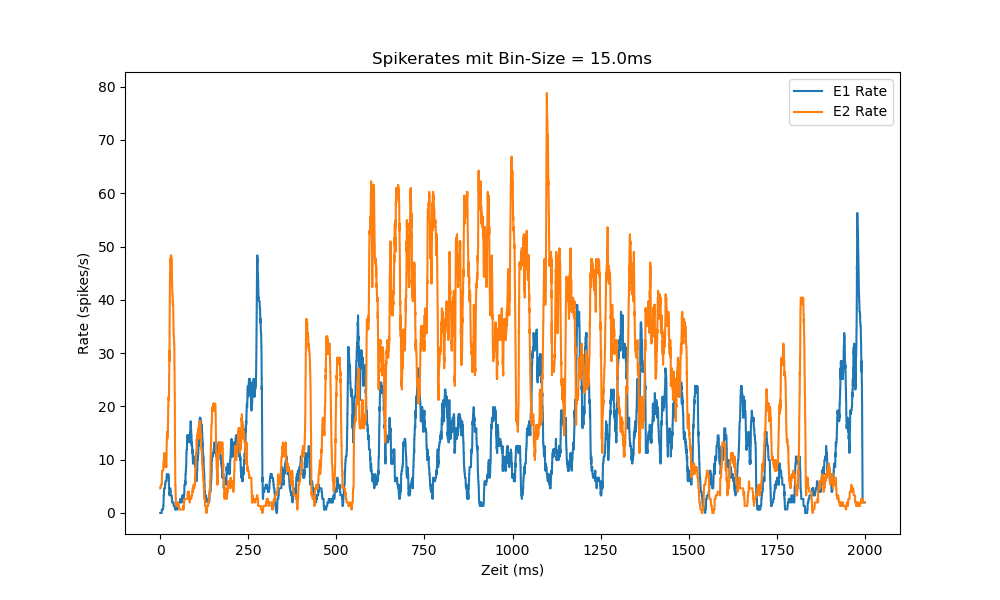 Spikerates mit Bin-Size = 15.0ms
E1 Rate
E2 Rate
80
70
60
50
40
30
20
10
0
Rate (spikes/s)
0 250 500 750 1000 1250 1500 1750 2000
Zeit (ms)